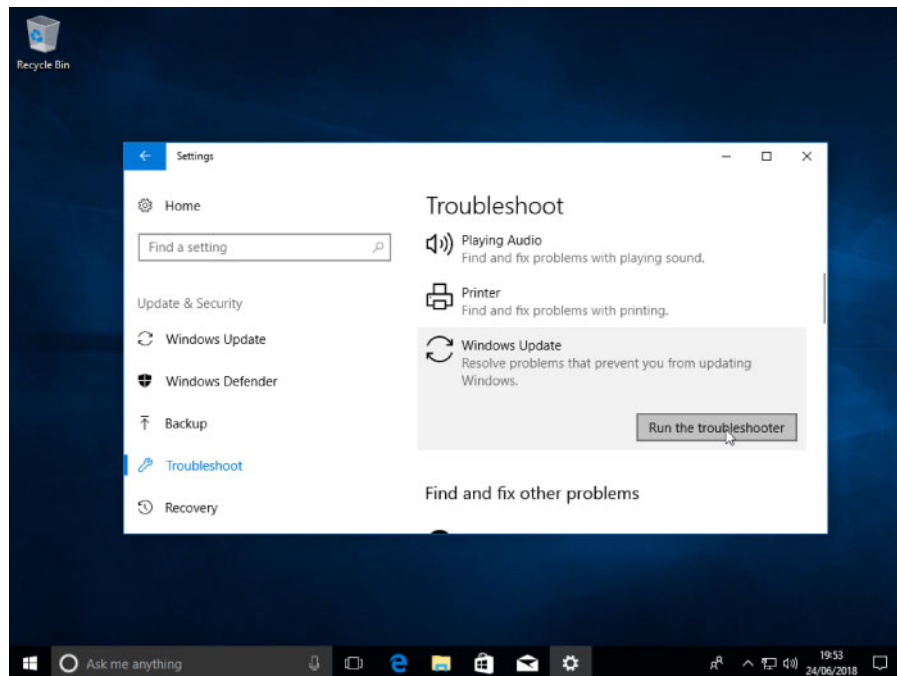 Recycle Bin
Settings
Home
Find a setting
Update & Security
Windows Update
Windows Defender
Backup
Troubleshoot
Recovery
Troubleshoot
Playing Audio
Find and fix problems with playing sound.
Printer
Find and fix problems with printing.
Windows Update
Resolve problems that prevent you from updating
Windows.
Run the troubleshooter
Find and fix other problems
Ask me anything
19:53
24/06/2018